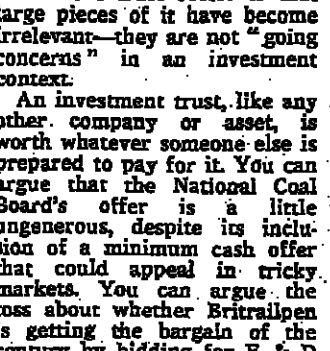 large pieces of it have become
irrelevant—they are not "going
concerns" in an investment
context.
An investment trust, like any
other company or asset, is
worth whatever someone else is
prepared to pay for it. You can
argue that the National Coal
Board's offer is a little
ungenerous, despite its inclu-
sion of a minimum cash offer
that could appeal in tricky
markets. You can argue the
toss about whether Britrailpen
is getting the bargain of the
century by bidding for